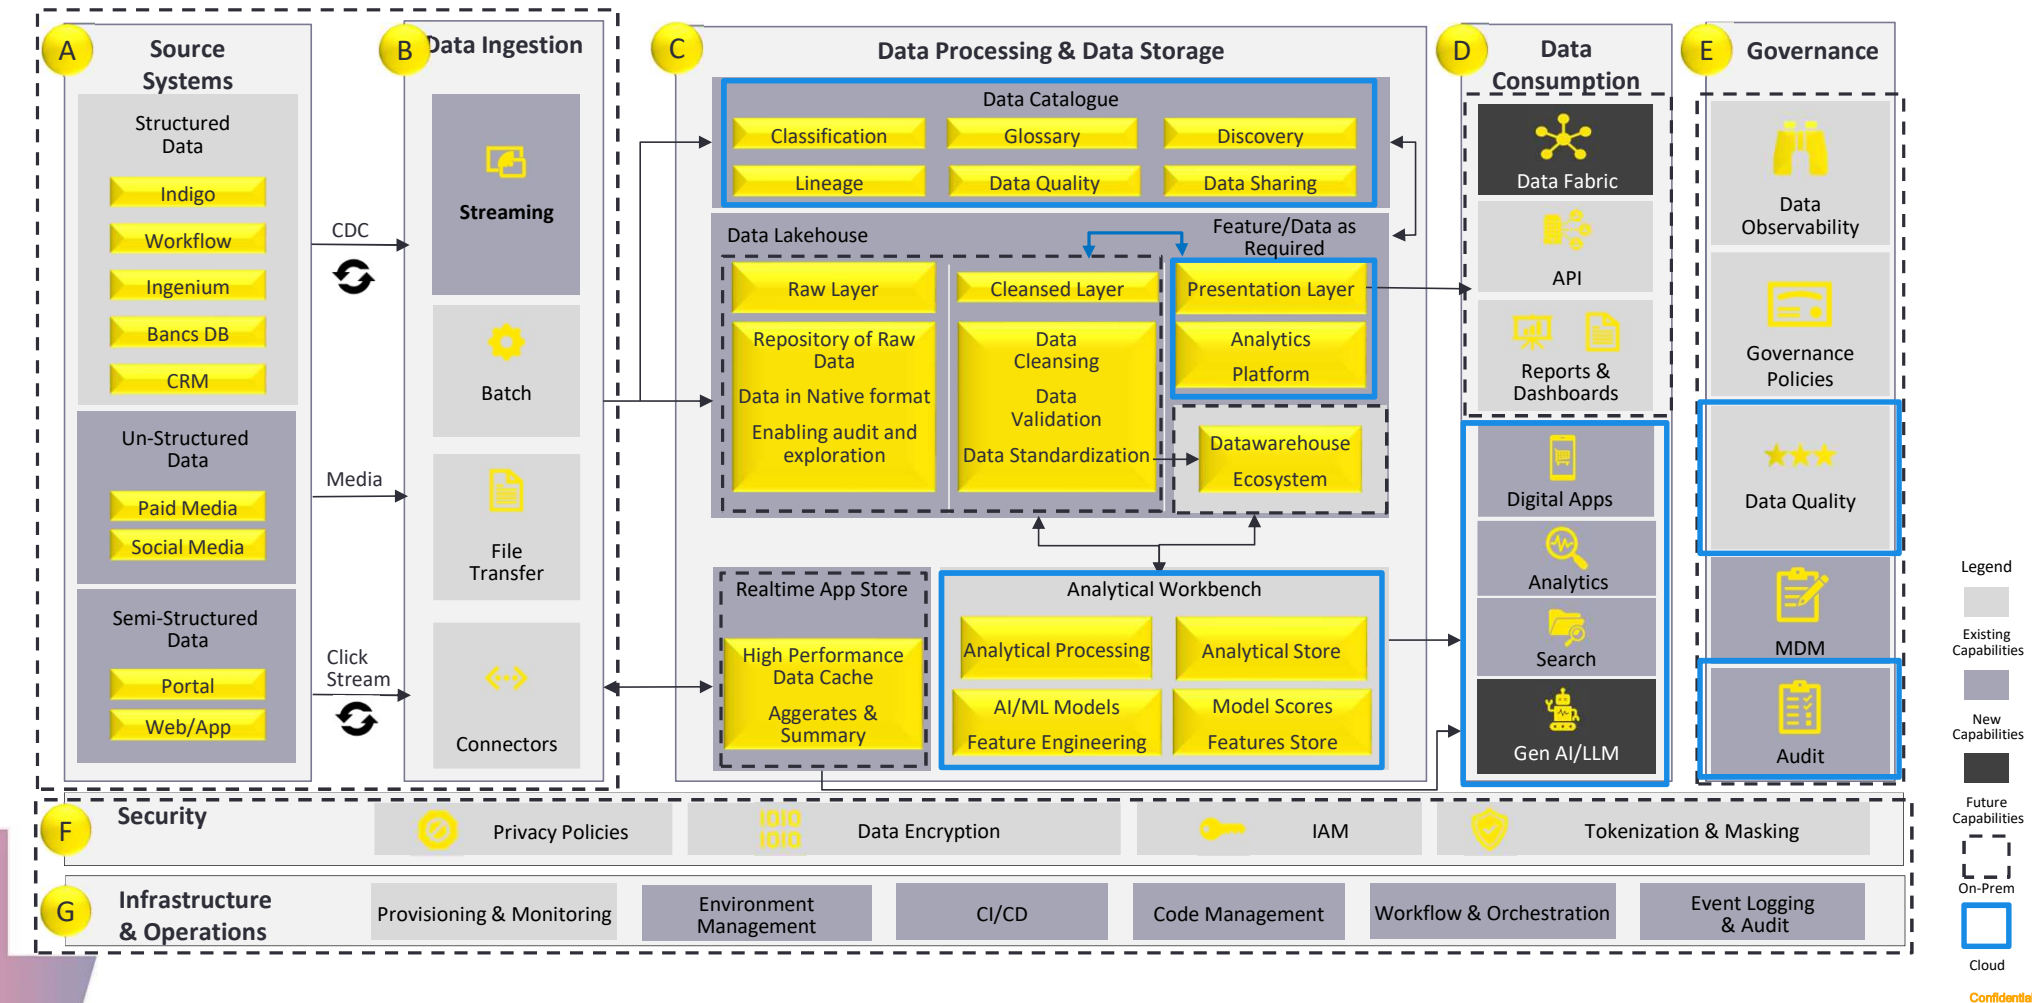 A
Source
Systems
Structured
Data
Indigo
Workflow
Ingenium
Bancs DB
CRM
Un-Structured
Data
Paid Media
Social Media
Semi-Structured
Data
Portal
Web/App
CDC
Media
Click
Stream
B
Data Ingestion
Streaming
Batch
File
Transfer
Connectors
C
Data Processing & Data Storage
Data Catalogue
Classification
Glossary
Discovery
Lineage
Data Quality
Data Sharing
Data Lakehouse
Feature/Data as
Required
Raw Layer
Repository of Raw
Data
Data in Native format
Enabling audit and
exploration
Cleansed Layer
Data
Cleansing
Data
Validation
Data Standardization
Presentation Layer
Analytics
Platform
Datawarehouse
Ecosystem
Realtime App Store
High Performance
Data Cache
Aggerates &
Summary
Analytical Workbench
Analytical Processing
Analytical Store
AI/ML Models
Feature Engineering
Model Scores
Features Store
D
Data
Consumption
Data Fabric
API
Reports &
Dashboards
Digital Apps
Analytics
Search
Gen AI/LLM
E
Governance
Data
Observability
Governance
Policies
Data Quality
MDM
Audit
Legend
Existing
Capabilities
New
Capabilities
Future
Capabilities
On-Prem
Cloud
F
Security
Privacy Policies
1010
1010
Data Encryption
IAM
Tokenization & Masking
G
Infrastructure
& Operations
Provisioning & Monitoring
Environment
Management
CI/CD
Code Management
Workflow & Orchestration
Event Logging
& Audit
Confidential